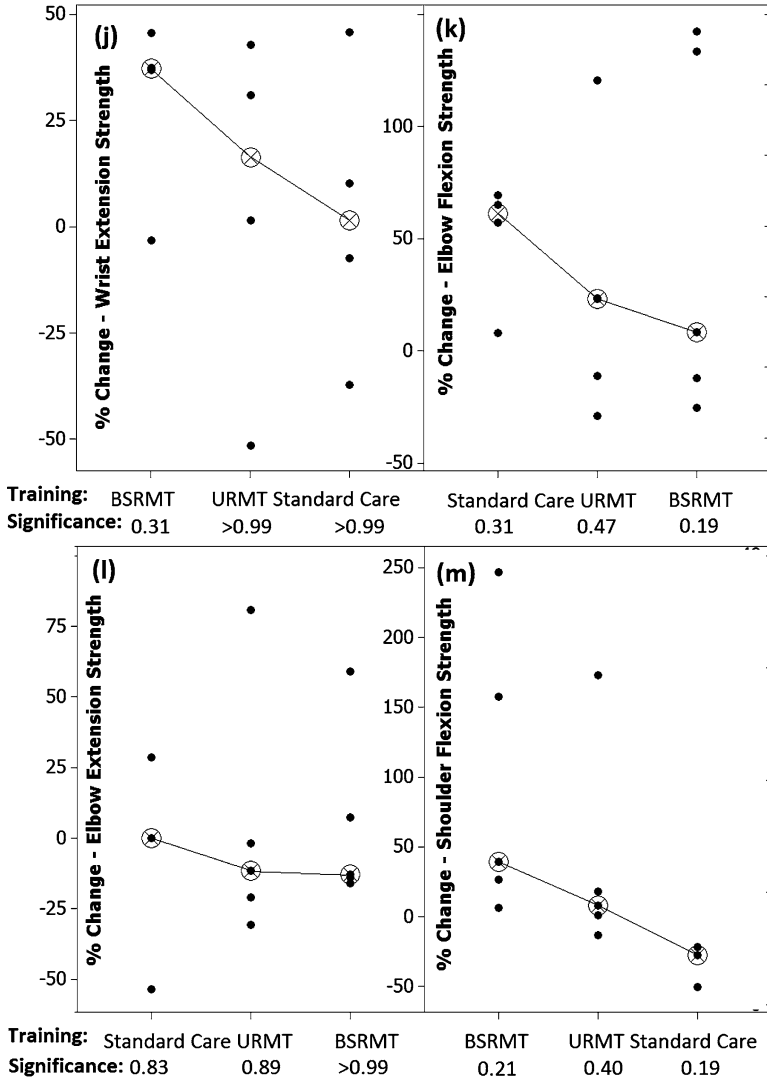 (j)
% Change - Wrist Extension Strength
50
25
0
-25
-50
Training: BSRMT URMT Standard Care
Significance: 0.31 >0.99 >0.99
(k)
% Change - Elbow Flexion Strength
100
50
0
-50
Standard Care URMT BSRMT
0.31 0.47 0.19
(l)
% Change - Elbow Extension Strength
75
50
25
0
-25
-50
Training: Standard Care URMT BSRMT
Significance: 0.83 0.89 >0.99
(m)
% Change - Shoulder Flexion Strength
250
200
150
100
50
0
-50
BSRMT URMT Standard Care
0.21 0.40 0.19